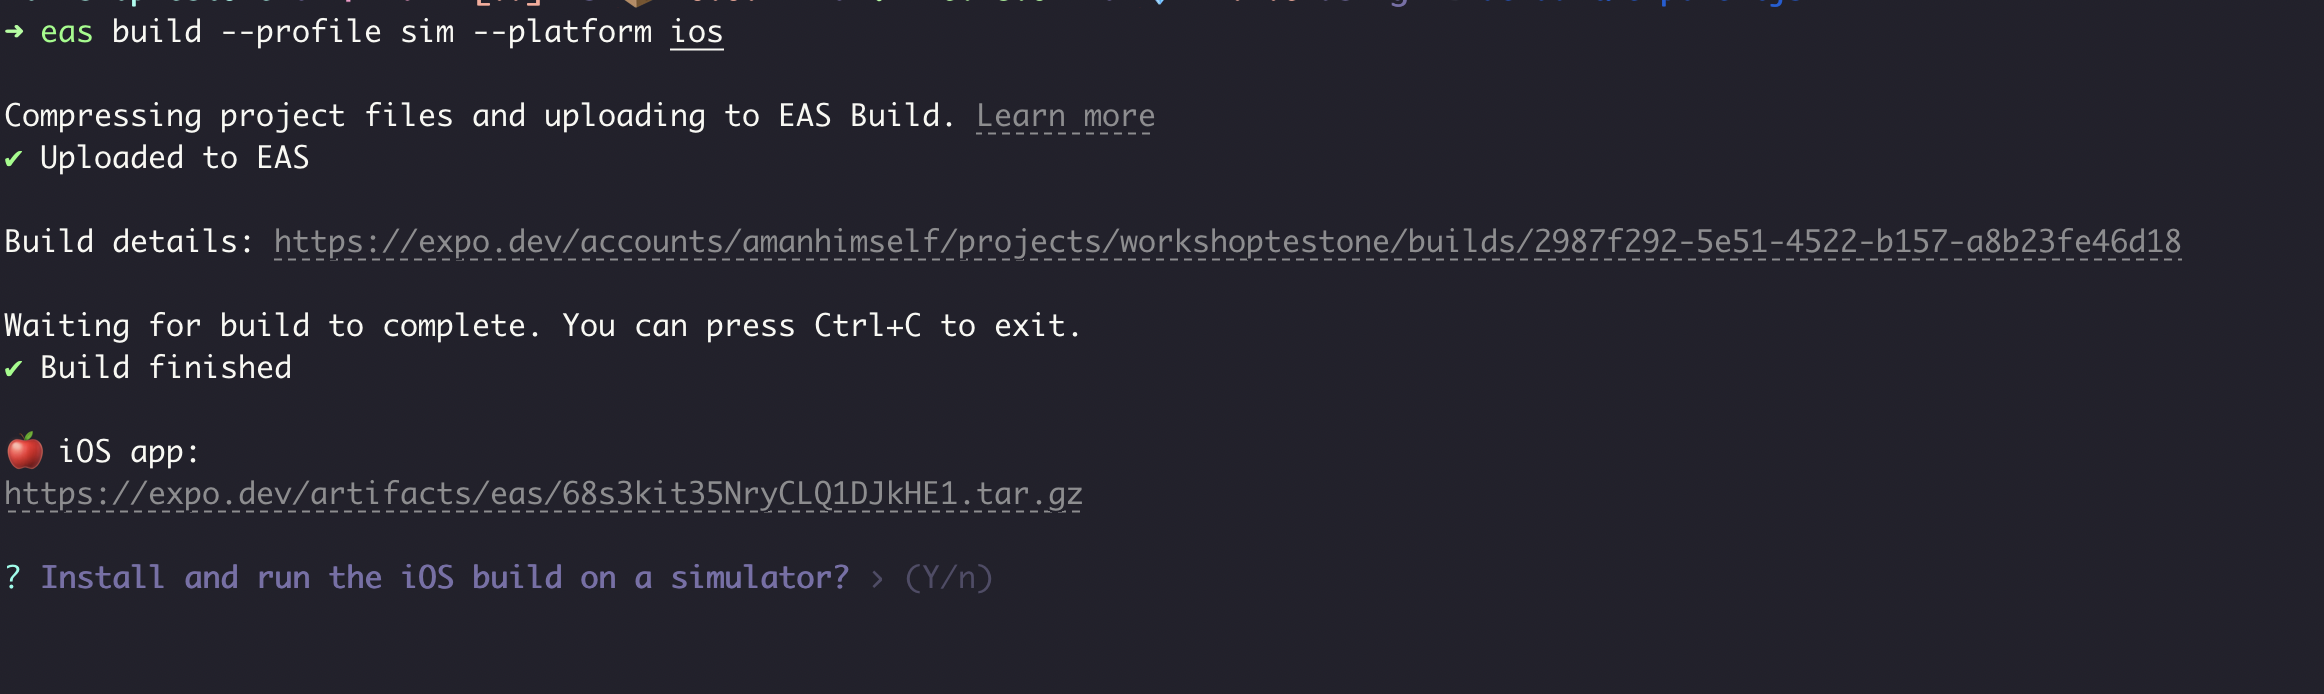 → eas build --profile sim --platform ios
Compressing project files and uploading to EAS Build. Learn more
✔ Uploaded to EAS
Build details: https://expo.dev/accounts/amanhimself/projects/workshoptestone/builds/2987f292-5e51-4522-b157-a8b23fe46d18
Waiting for build to complete. You can press Ctrl+C to exit.
✔ Build finished
🍎 iOS app:
https://expo.dev/artifacts/eas/68s3kit35NryCLQ1DJkHE1.tar.gz
? Install and run the iOS build on a simulator? › (Y/n)